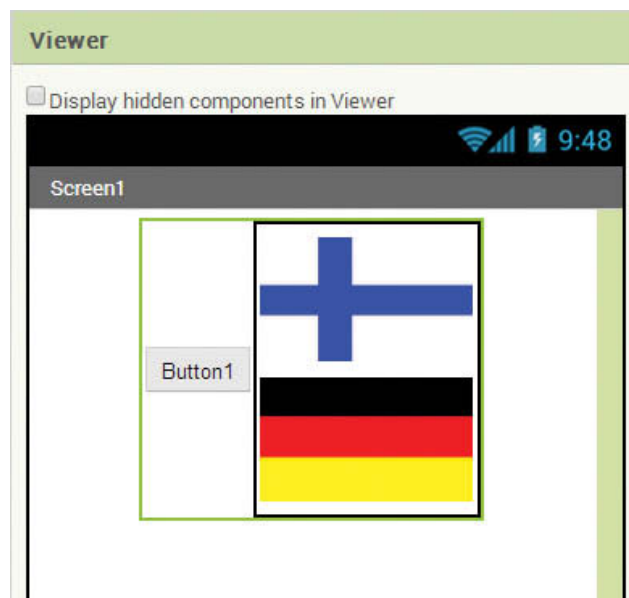 Viewer
Display hidden components in Viewer
9:48
Screen1
Button1